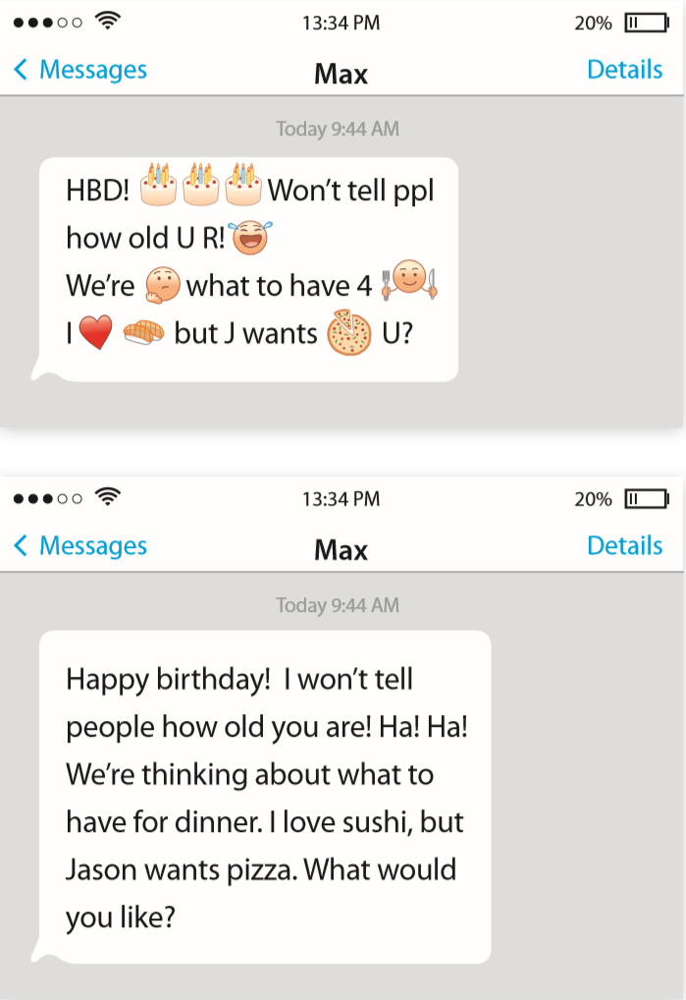 13:34 PM 20%
Messages Max Details
Today 9:44 AM
HBD! 🎂🎂🎂 Won't tell ppl
how old U R! 😂
We're 🤔 what to have 4 🍽
I ❤️ 🍣 but J wants 🍕 U?
13:34 PM 20%
Messages Max Details
Today 9:44 AM
Happy birthday! I won't tell
people how old you are! Ha! Ha!
We're thinking about what to
have for dinner. I love sushi, but
Jason wants pizza. What would
you like?